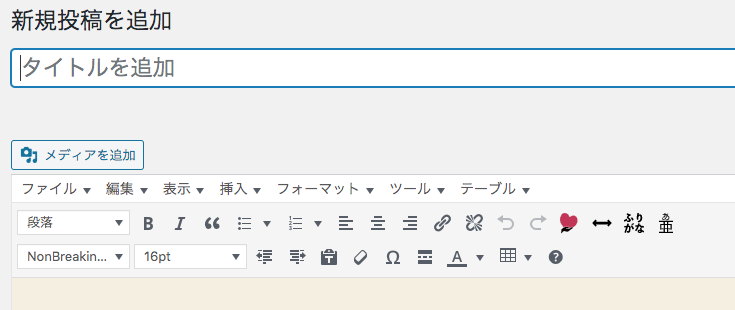 新規投稿を追加
タイトルを追加
メディアを追加
ファイル 編集 表示 挿入 フォーマット ツール テーブル
段落 B I ふりがな あ亜
NonBreakin... 16pt Ω A ?